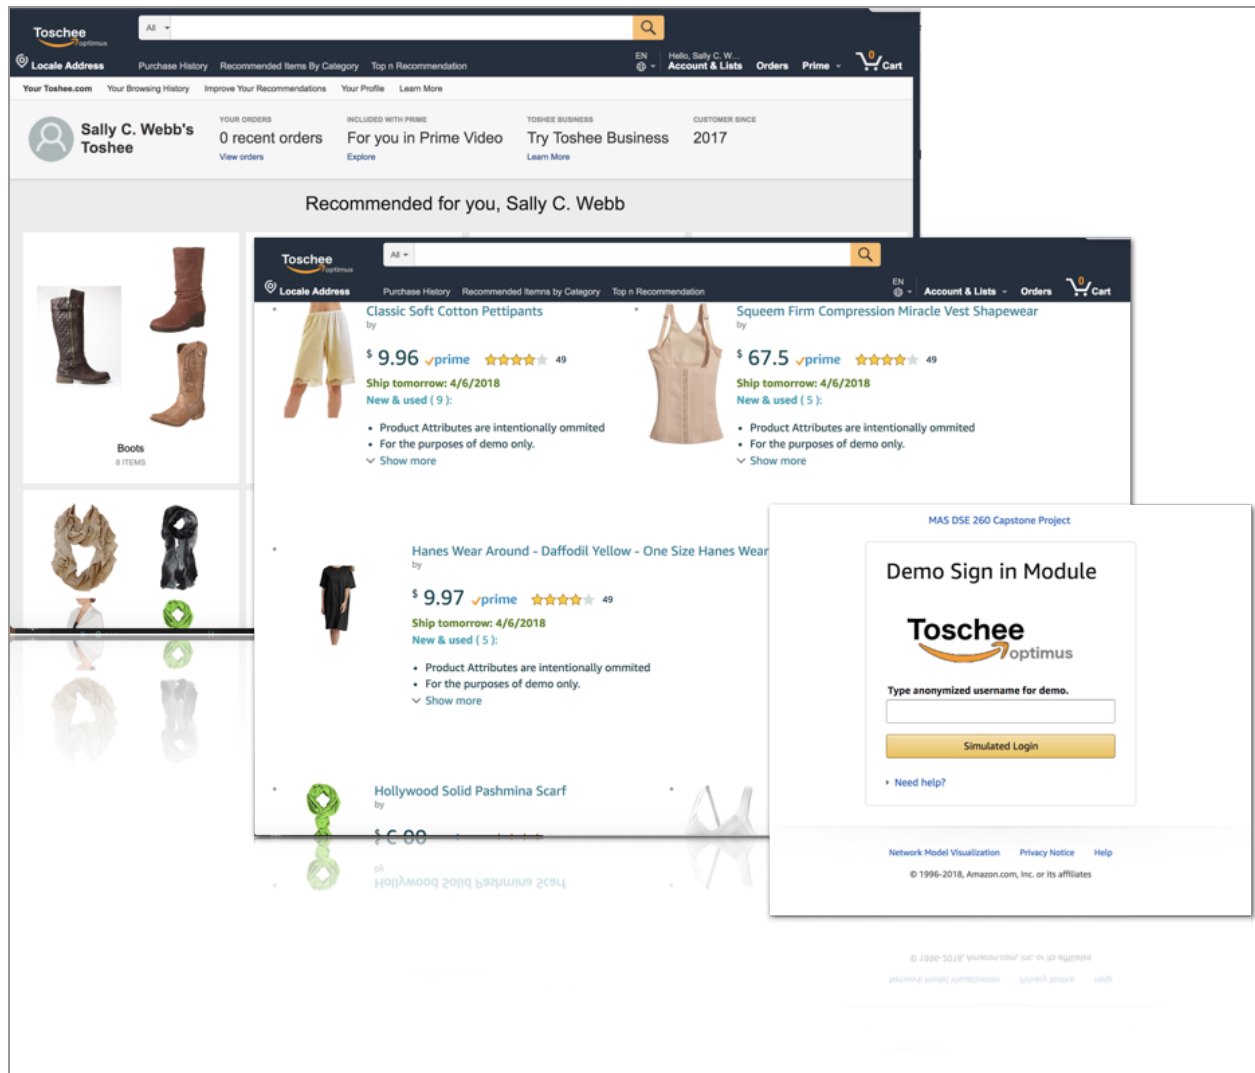 Toschee
optimus
All
EN
Hello, Sally C. W...
Locale Address
Purchase History
Recommended Items By Category
Top n Recommendation
Account & Lists
Orders
Prime
0
Cart
Your Toshee.com
Your Browsing History
Improve Your Recommendations
Your Profile
Learn More
Sally C. Webb's
Toshee
YOUR ORDERS
0 recent orders
View orders
INCLUDED WITH PRIME
For you in Prime Video
Explore
TOSHEE BUSINESS
Try Toshee Business
Learn More
CUSTOMER SINCE
2017
Recommended for you, Sally C. Webb
Boots
8 ITEMS
Toschee
optimus
All
EN
Locale Address
Purchase History
Recommended Itemns by Category
Top n Recommendation
Account & Lists
Orders
0
Cart
Classic Soft Cotton Pettipants
by
$ 9.96 prime 49
Ship tomorrow: 4/6/2018
New & used ( 9 ):
• Product Attributes are intentionally ommited
• For the purposes of demo only.
Show more
Squeem Firm Compression Miracle Vest Shapewear
by
$ 67.5 prime 49
Ship tomorrow: 4/6/2018
New & used ( 5 ):
• Product Attributes are intentionally ommited
• For the purposes of demo only.
Show more
Hanes Wear Around - Daffodil Yellow - One Size Hanes Wear
by
$ 9.97 prime 49
Ship tomorrow: 4/6/2018
New & used ( 5 ):
• Product Attributes are intentionally ommited
• For the purposes of demo only.
Show more
Hollywood Solid Pashmina Scarf
by
MAS DSE 260 Capstone Project
Demo Sign in Module
Toschee
optimus
Type anonymized username for demo.
Simulated Login
Need help?
Network Model Visualization
Privacy Notice
Help
© 1996-2018, Amazon.com, Inc. or its affiliates